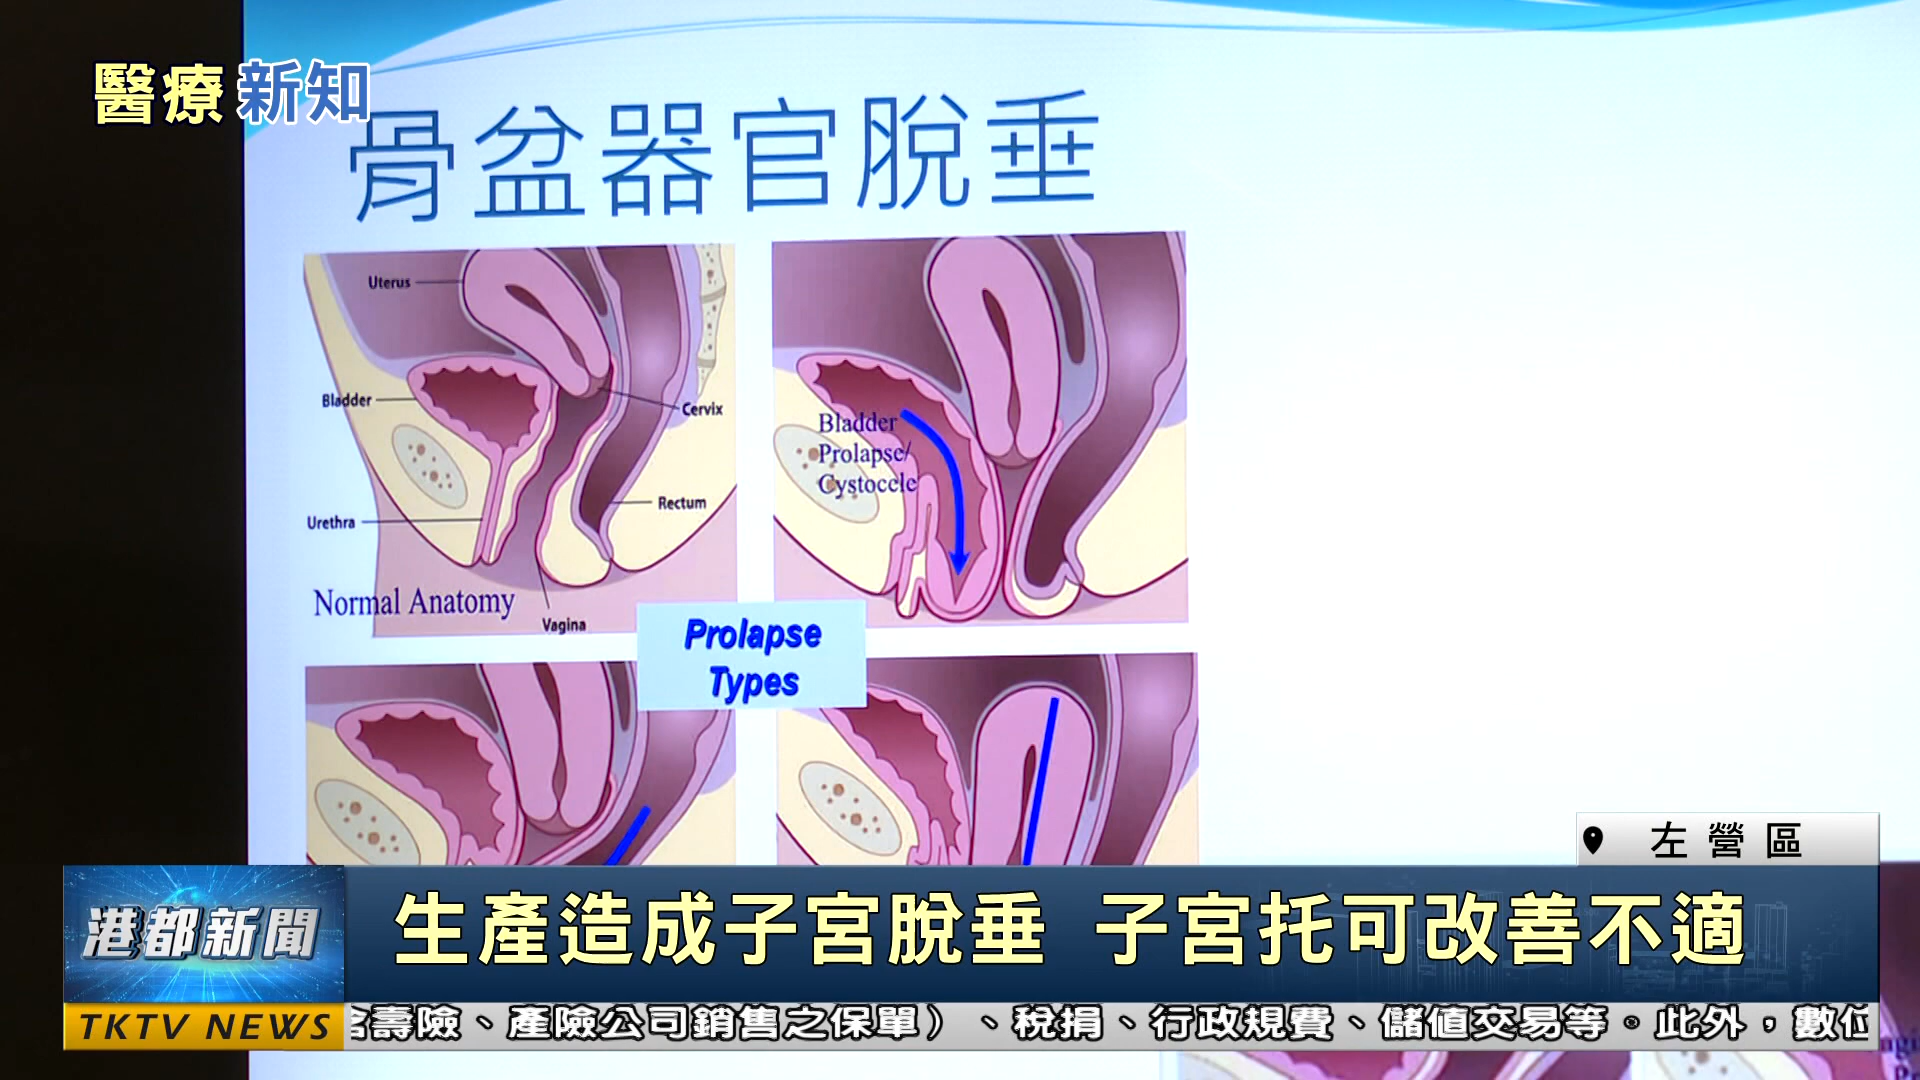 醫療新知
骨盆器官脫垂
Uterus
Bladder
Cervix
Rectum
Urethra
Normal Anatomy
Vagina
Bladder
Prolapse/
Cystocele
Prolapse
Types
左營區
港都新聞
生產造成子宮脫垂 子宮托可改善不適
TKTV NEWS
壽險、產險公司銷售之保單）、稅捐、行政規費、儲值交易等。此外，數位